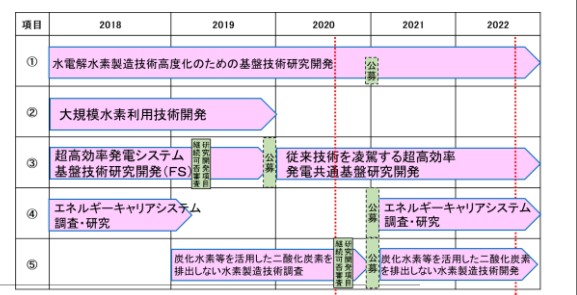 項目 2018 2019 2020 2021 2022
①
水電解水素製造技術高度化のための基盤技術研究開発
公募
②
大規模水素利用技術開発
③
超高効率発電システム
基盤技術研究開発(FS)
研究開発項目
継続可否審査
公募
従来技術を凌駕する超高効率
発電共通基盤研究開発
④
エネルギーキャリアシステム
調査・研究
公募
エネルギーキャリアシステム
調査・研究
⑤
炭化水素等を活用した二酸化炭素を
排出しない水素製造技術調査
研究開発項目
継続可否審査
公募
炭化水素等を活用した二酸化炭素
を排出しない水素製造技術開発